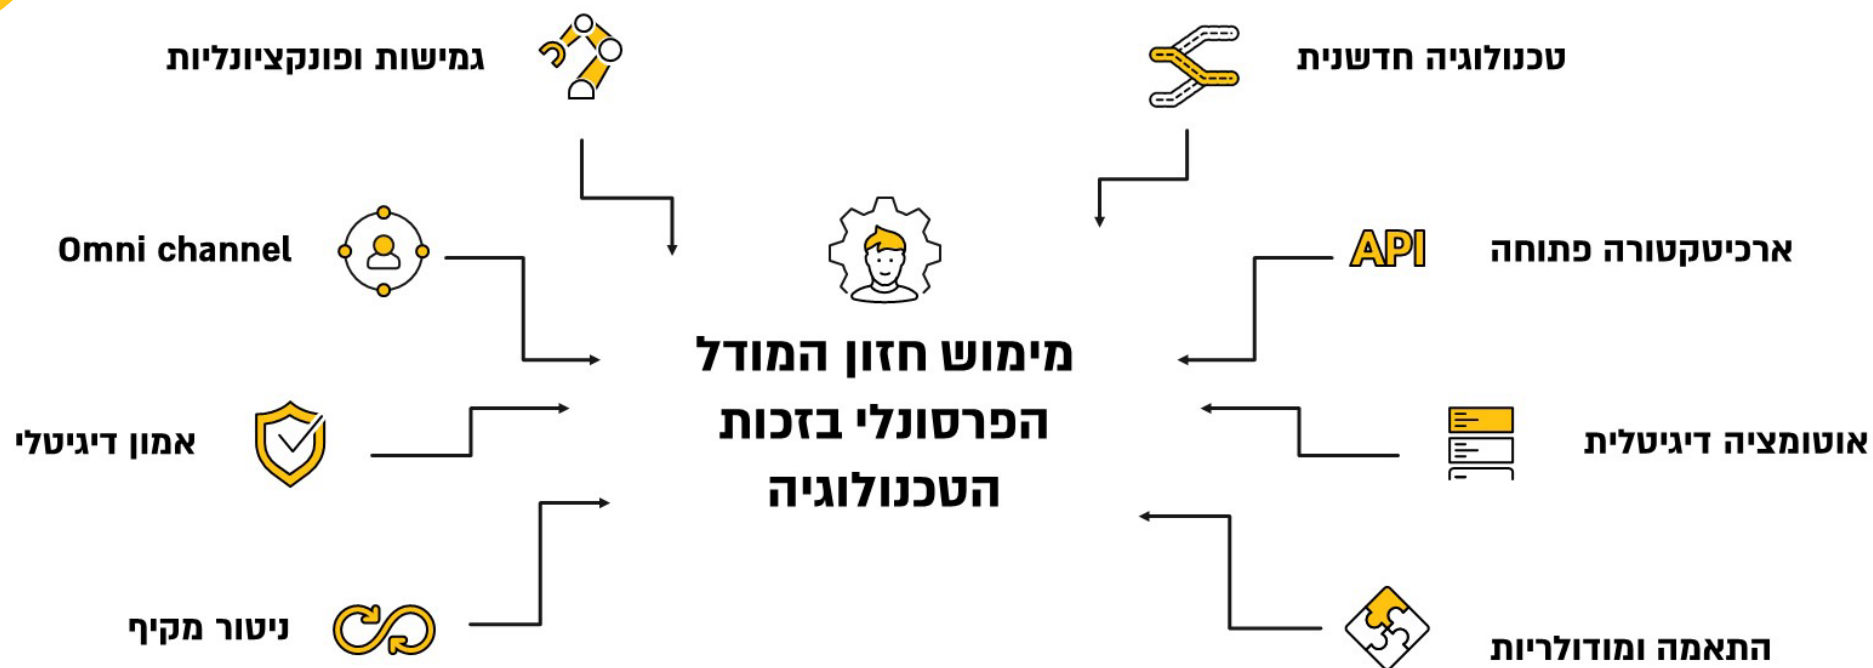 טכנולוגיה חדשנית
גמישות ופונקציונליות
ארכיטקטורה פתוחה
API
Omni channel
מימוש חזון המודל
הפרסונלי בזכות
הטכנולוגיה
אוטומציה דיגיטלית
אמון דיגיטלי
התאמה ומודולריות
ניטור מקיף